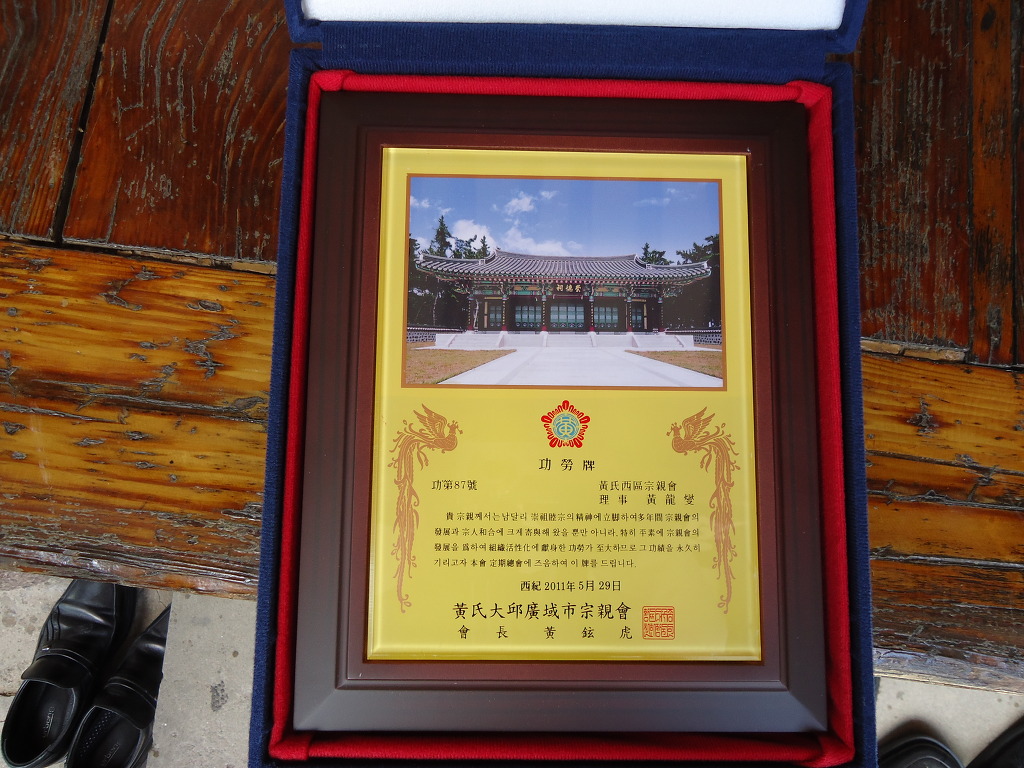 崇德祠
黃
功勞牌
功第87號
黃氏西區宗親會
理事 黃龍燮
貴 宗親께서는 남달리 崇祖睦宗의 精神에 立脚하여 多年間 宗親會의
發展과 宗人和合에 크게 寄與해 왔을 뿐만 아니라, 特히 平素에 宗親會의
發展을 爲하여 組織活性化에 獻身한 功勞가 至大하므로 그 功績을 永久히
기리고자 本會 定期總會에 즈음하여 이 牌를 드립니다.
西紀 2011年 5月 29日
黃氏大邱廣域市宗親會
會長 黃鉉虎